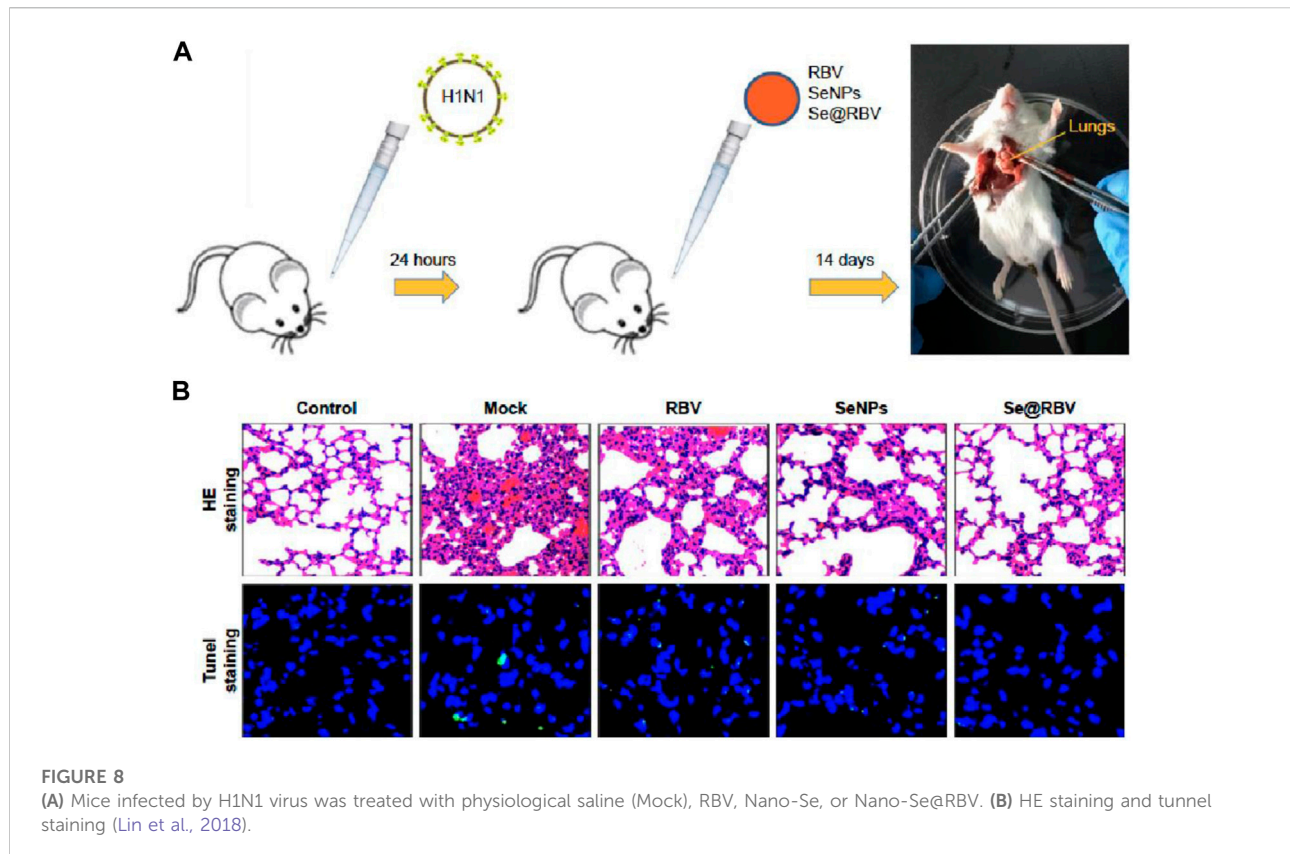 A
H1N1
RBV
SeNPs
Se@RBV
Lungs
24 hours
14 days
B
Control
Mock
RBV
SeNPs
Se@RBV
HE
staining
Tunel
staining
FIGURE 8
(A) Mice infected by H1N1 virus was treated with physiological saline (Mock), RBV, Nano-Se, or Nano-Se@RBV. (B) HE staining and tunnel
staining (Lin et al., 2018).